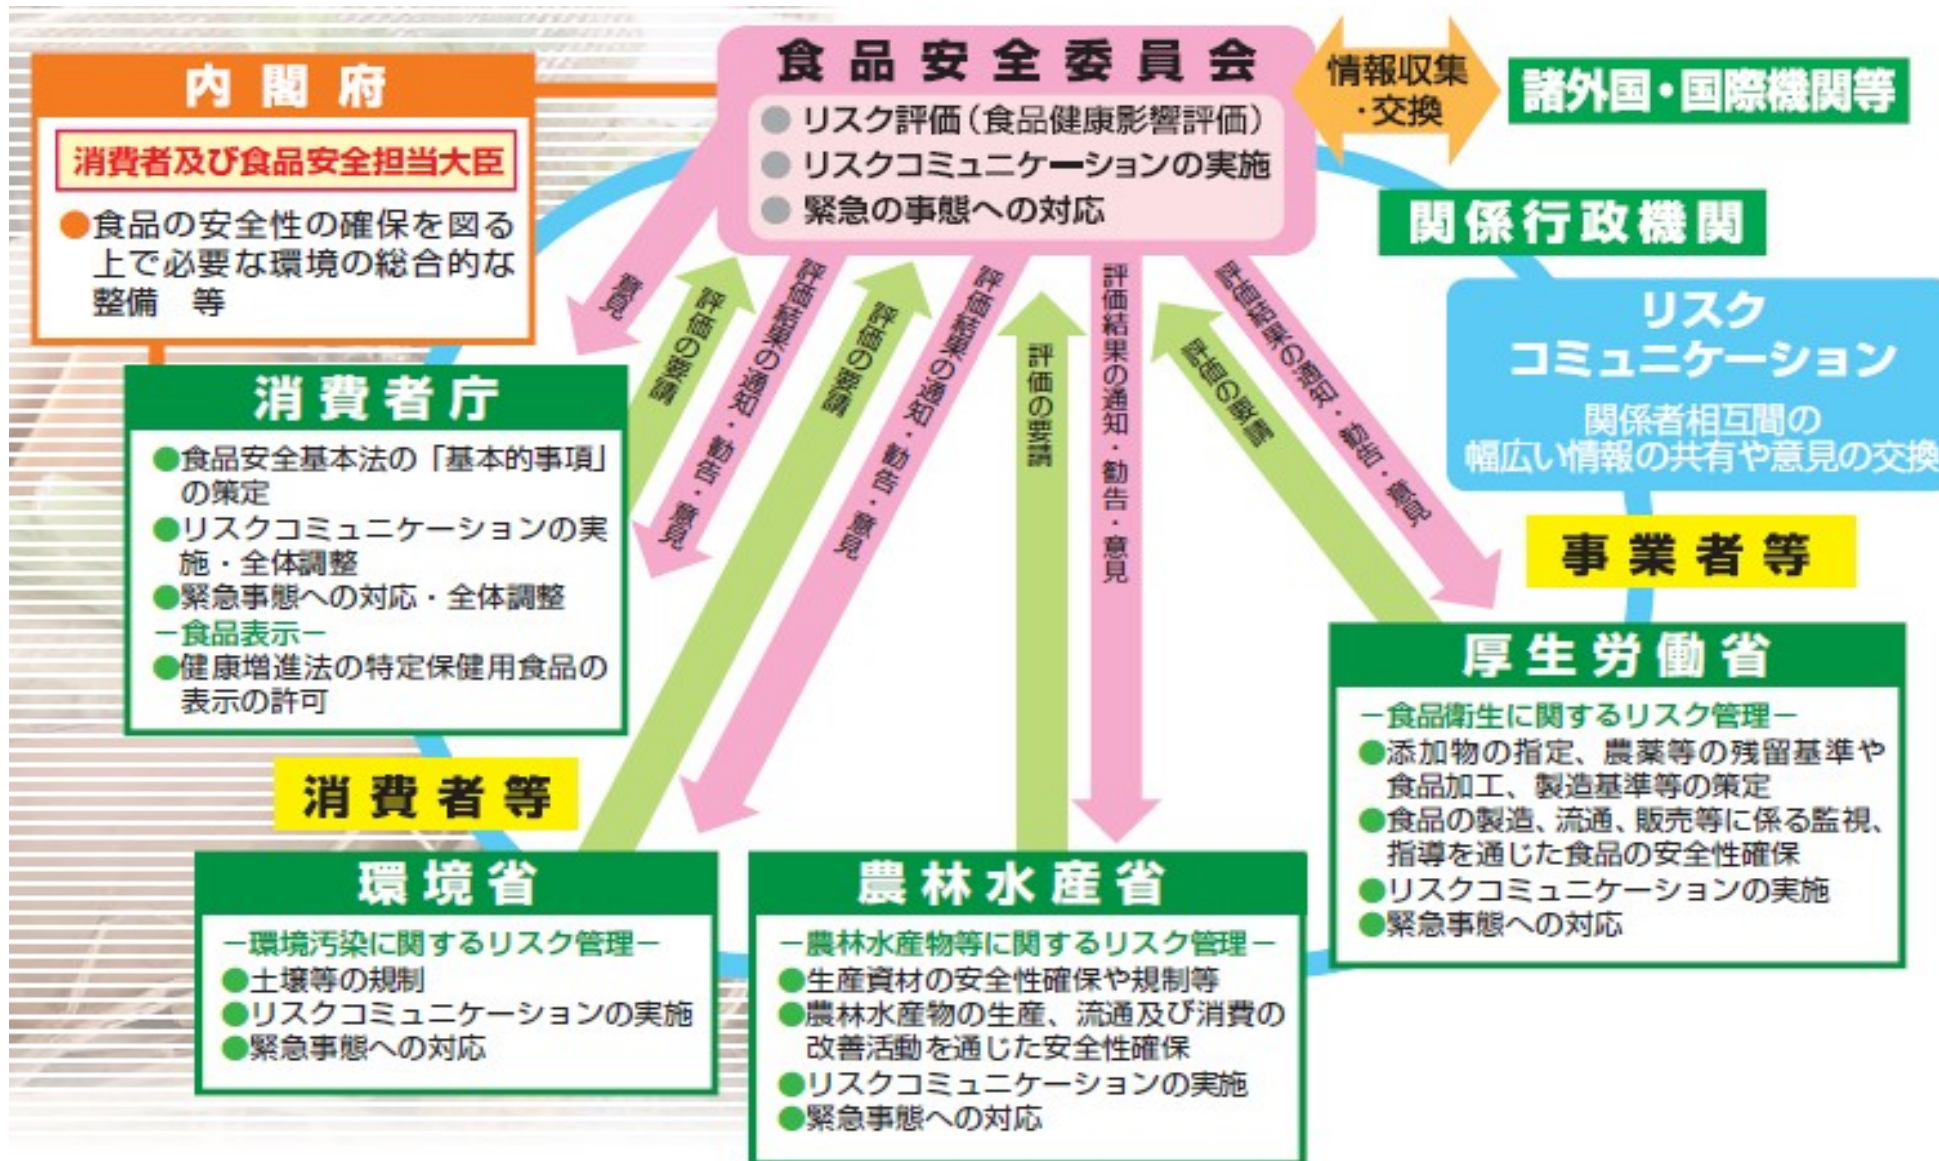 食品安全委員会
● リスク評価（食品健康影響評価）
● リスクコミュニケーションの実施
● 緊急の事態への対応
情報収集
・交換
諸外国・国際機関等
内閣府
消費者及び食品安全担当大臣
●食品の安全性の確保を図る
上で必要な環境の総合的な
整備　等
関係行政機関
リスク
コミュニケーション
関係者相互間の
幅広い情報の共有や意見の交換
意見
評価の要請
評価結果の通知・勧告・意見
評価の要請
評価結果の通知・勧告・意見
評価の要請
評価結果の通知・勧告・意見
評価の要請
評価結果の通知・勧告・意見
消費者庁
●食品安全基本法の「基本的事項」
の策定
●リスクコミュニケーションの実
施・全体調整
●緊急事態への対応・全体調整
－食品表示－
●健康増進法の特定保健用食品の
表示の許可
事業者等
厚生労働省
－食品衛生に関するリスク管理－
●添加物の指定、農薬等の残留基準や
食品加工、製造基準等の策定
●食品の製造、流通、販売等に係る監視、
指導を通じた食品の安全性確保
●リスクコミュニケーションの実施
●緊急事態への対応
消費者等
環境省
－環境汚染に関するリスク管理－
●土壌等の規制
●リスクコミュニケーションの実施
●緊急事態への対応
農林水産省
－農林水産物等に関するリスク管理－
●生産資材の安全性確保や規制等
●農林水産物の生産、流通及び消費の
改善活動を通じた安全性確保
●リスクコミュニケーションの実施
●緊急事態への対応